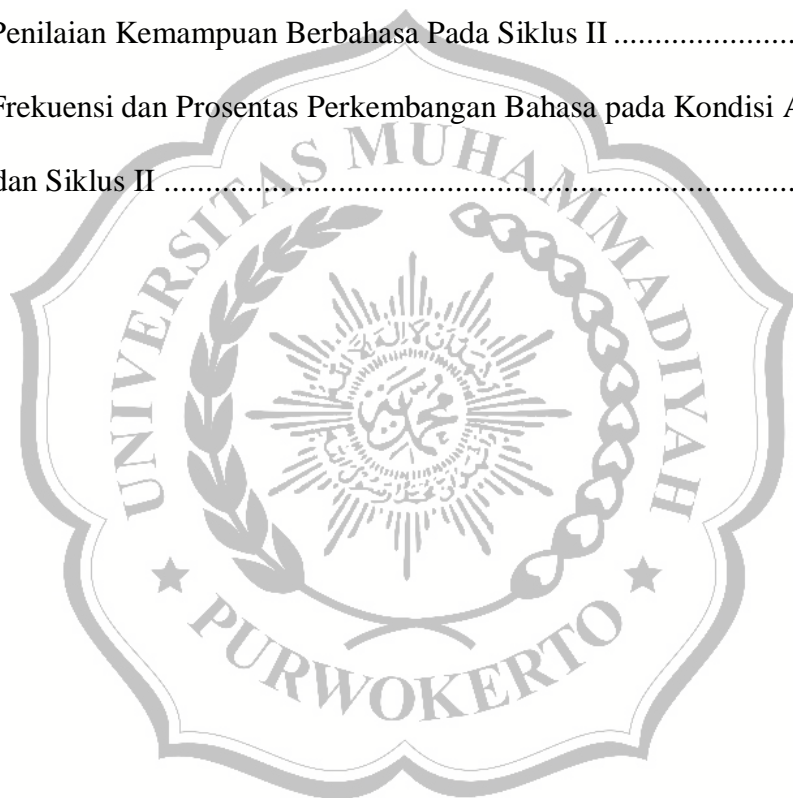 Penilaian Kemampuan Berbahasa Pada Siklus II ......................
Frekuensi dan Prosentas Perkembangan Bahasa pada Kondisi A
dan Siklus II ...............................................................................................
UNIVERSITAS MUHAMMADIYAH
محمد
PURWOKERTO